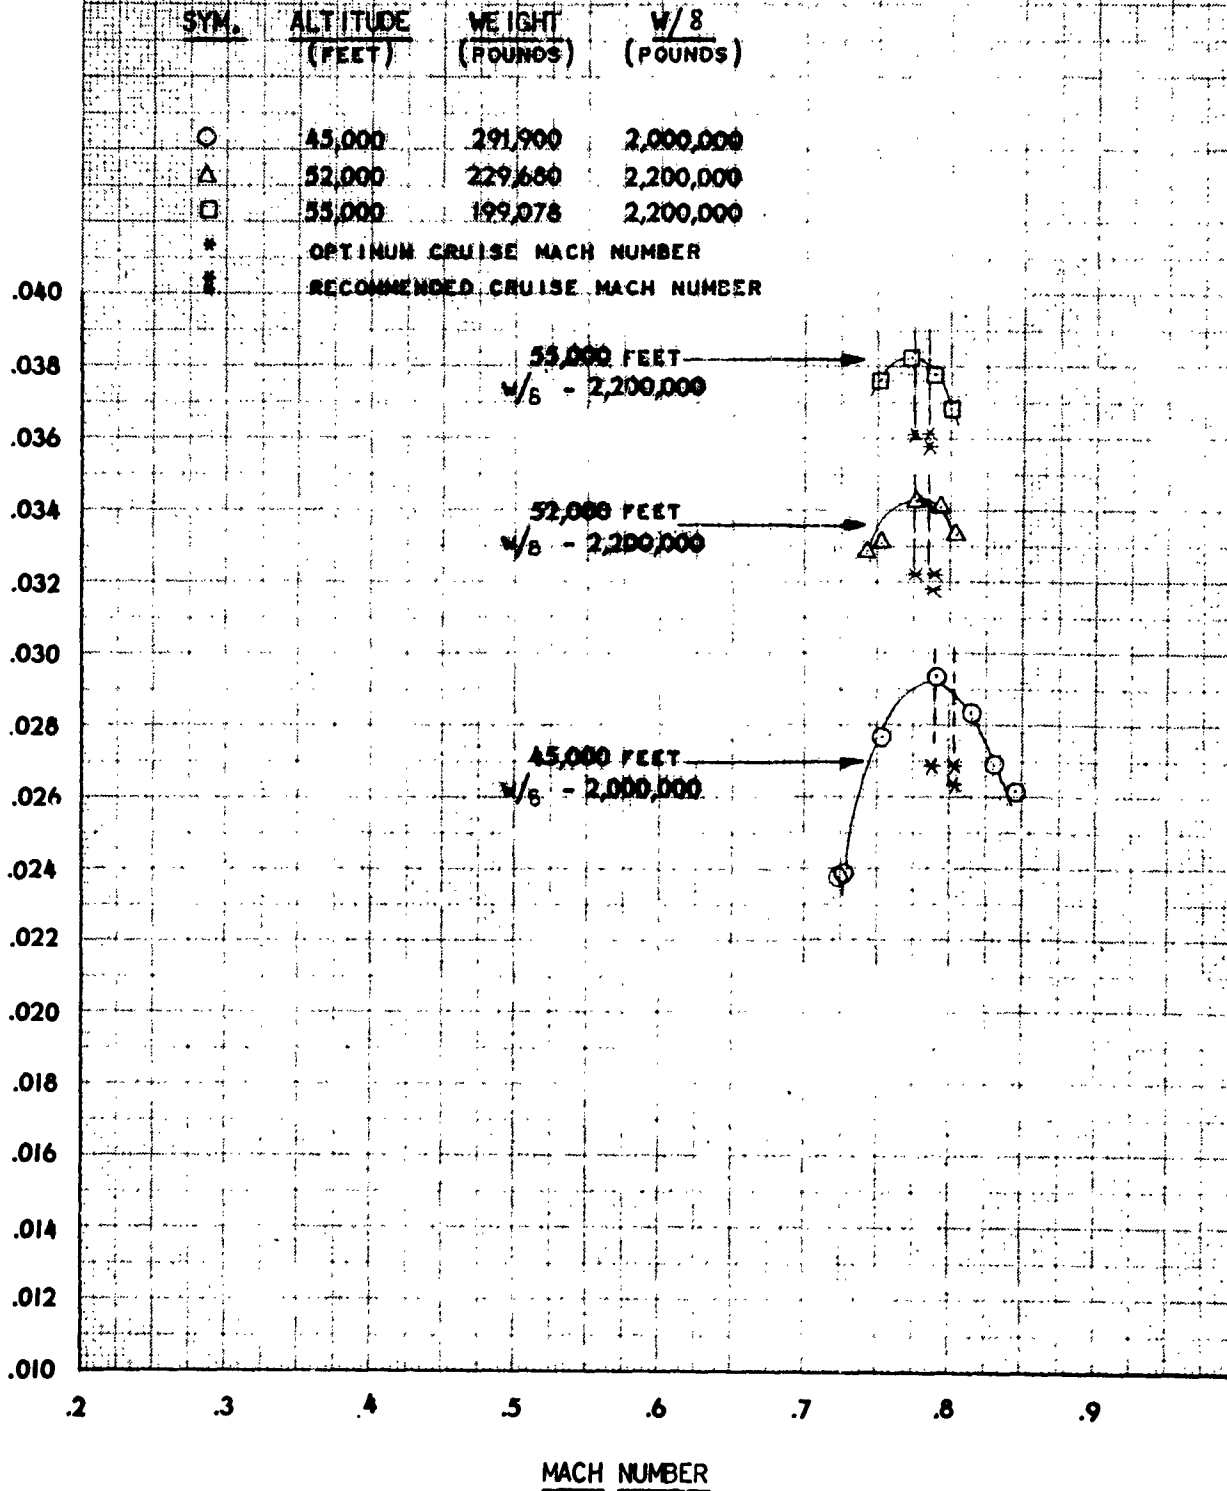 SYM. ALTITUDE WEIGHT W/δ
(FEET) (POUNDS) (POUNDS)
○ 45,000 291,900 2,000,000
△ 52,000 229,680 2,200,000
□ 55,000 199,078 2,200,000
* OPTIMUM CRUISE MACH NUMBER
** RECOMMENDED CRUISE MACH NUMBER
.040
55,000 FEET
.038
W/δ - 2,200,000
.036
.034
52,000 FEET
W/δ - 2,200,000
.032
.030
.028
45,000 FEET
W/δ - 2,000,000
.026
.024
.022
.020
.018
.016
.014
.012
.010
.2 .3 .4 .5 .6 .7 .8 .9
MACH NUMBER